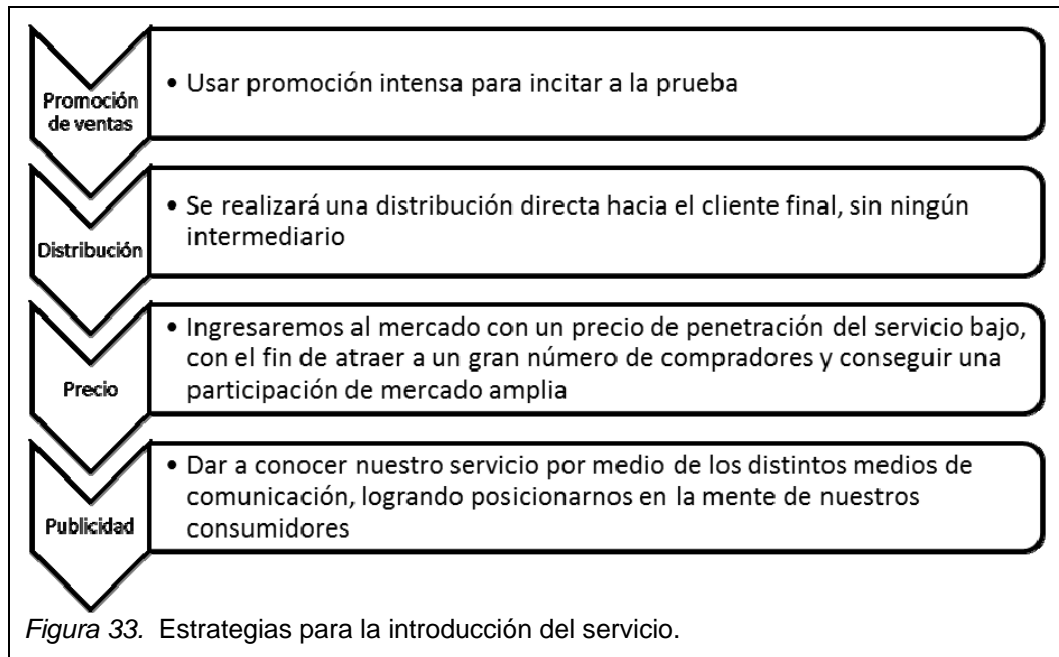 Promoción
de ventas
• Usar promoción intensa para incitar a la prueba
Distribución
• Se realizará una distribución directa hacia el cliente final, sin ningún
intermediario
Precio
• Ingresaremos al mercado con un precio de penetración del servicio bajo,
con el fin de atraer a un gran número de compradores y conseguir una
participación de mercado amplia
Publicidad
• Dar a conocer nuestro servicio por medio de los distintos medios de
comunicación, logrando posicionarnos en la mente de nuestros
consumidores
Figura 33. Estrategias para la introducción del servicio.